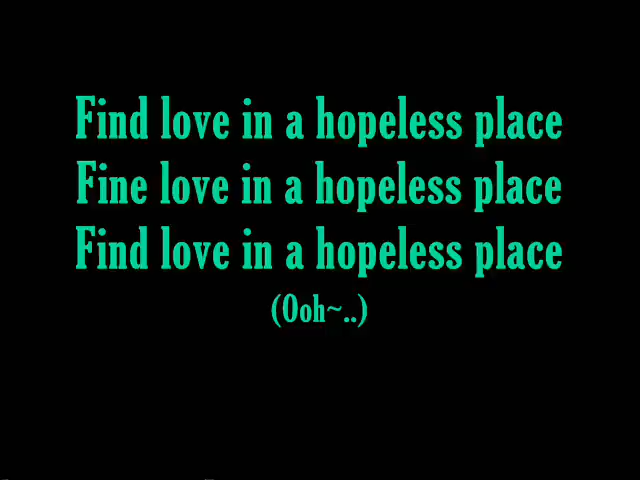 Find love in a hopeless place
Fine love in a hopeless place
Find love in a hopeless place
(Ooh~..)